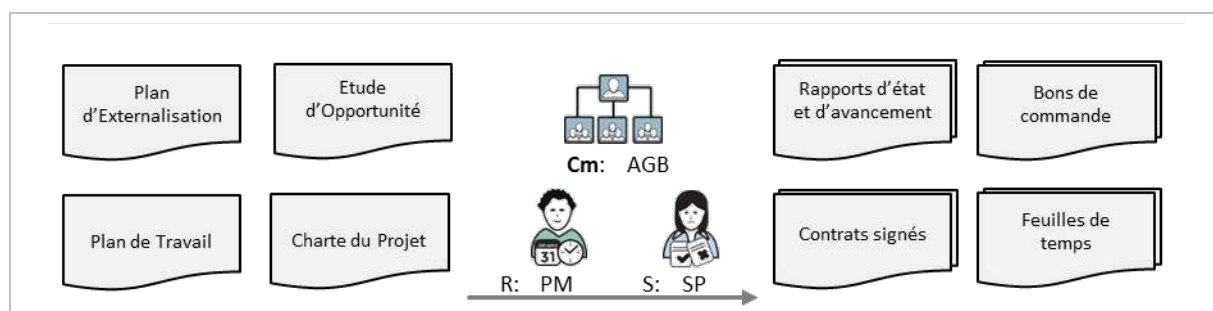 Plan
d'Externalisation
Etude
d'Opportunité
Rapports d'état
et d'avancement
Bons de
commande
Cm: AGB
Plan de Travail
Charte du Projet
31
Contrats signés
Feuilles de
temps
R: PM
S: SP